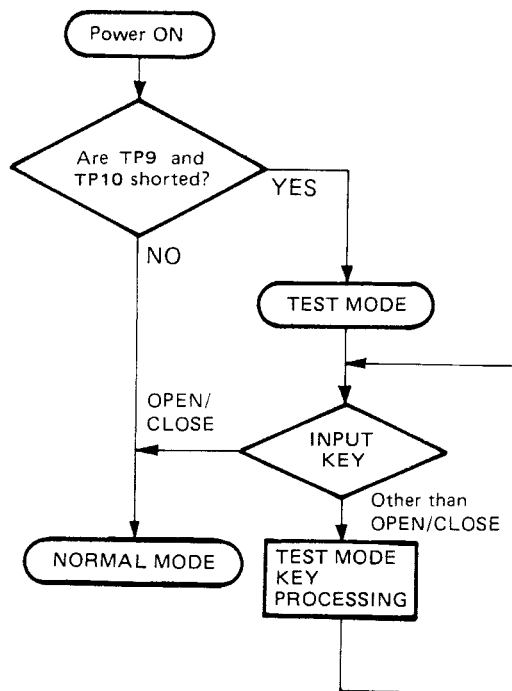 Power ON
Are TP9 and
TP10 shorted?
YES
NO
TEST MODE
OPEN/
CLOSE
INPUT
KEY
Other than
OPEN/CLOSE
NORMAL MODE
TEST MODE
KEY
PROCESSING